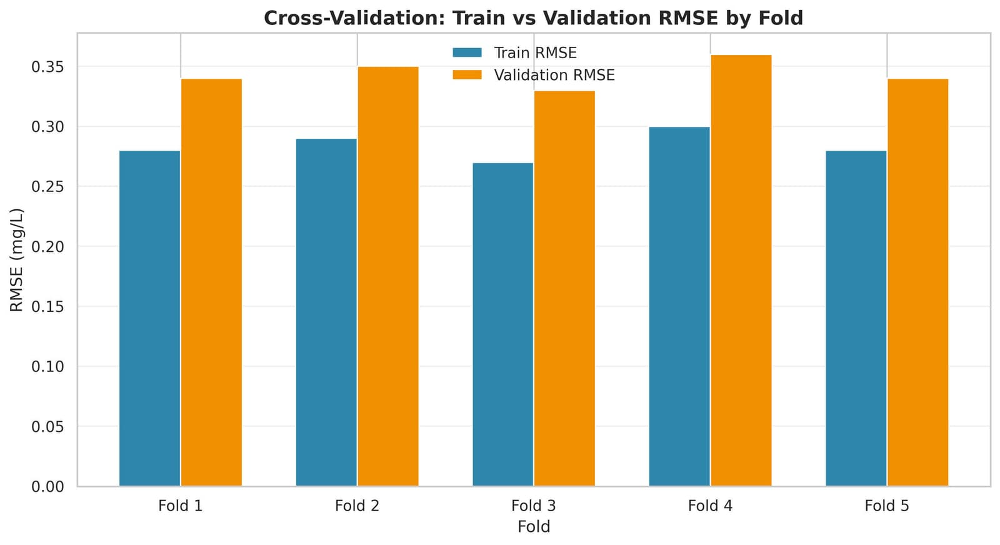 Cross-Validation: Train vs Validation RMSE by Fold
Train RMSE
Validation RMSE
RMSE (mg/L)
0.35
0.30
0.25
0.20
0.15
0.10
0.05
0.00
Fold 1 Fold 2 Fold 3 Fold 4 Fold 5
Fold